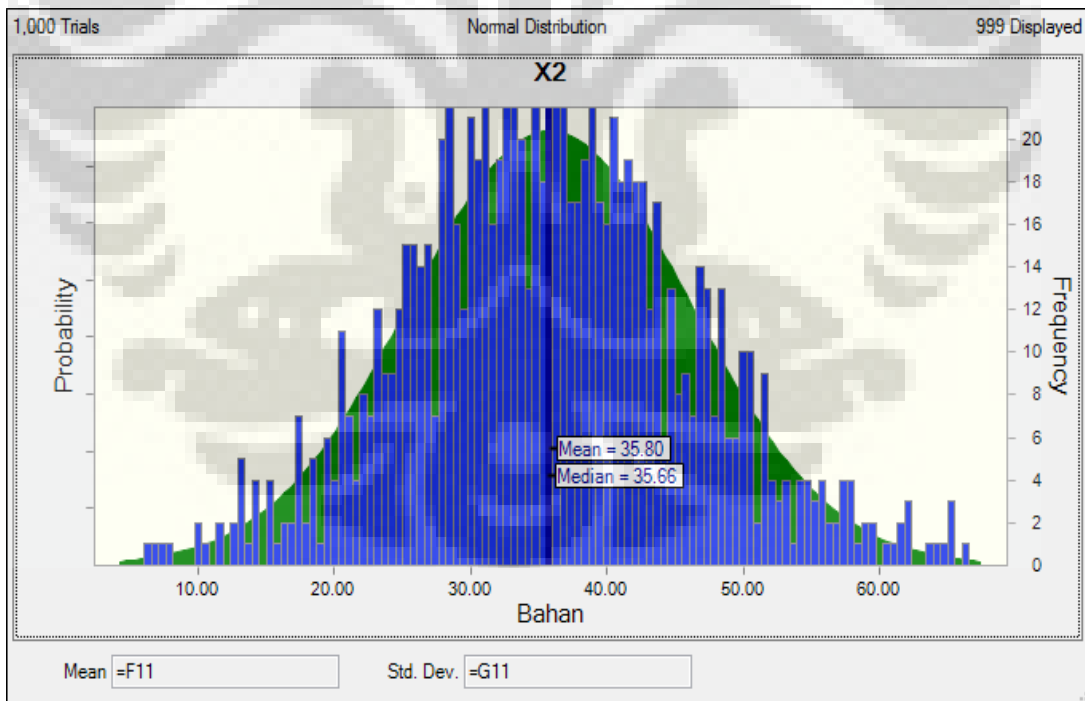 1,000 Trials Normal Distribution 999 Displayed
X2
Probability
Frequency
20
18
16
14
12
10
8
6
4
2
0
Mean = 35.80
Median = 35.66
10.00 20.00 30.00 40.00 50.00 60.00
Bahan
Mean =F11 Std. Dev. =G11